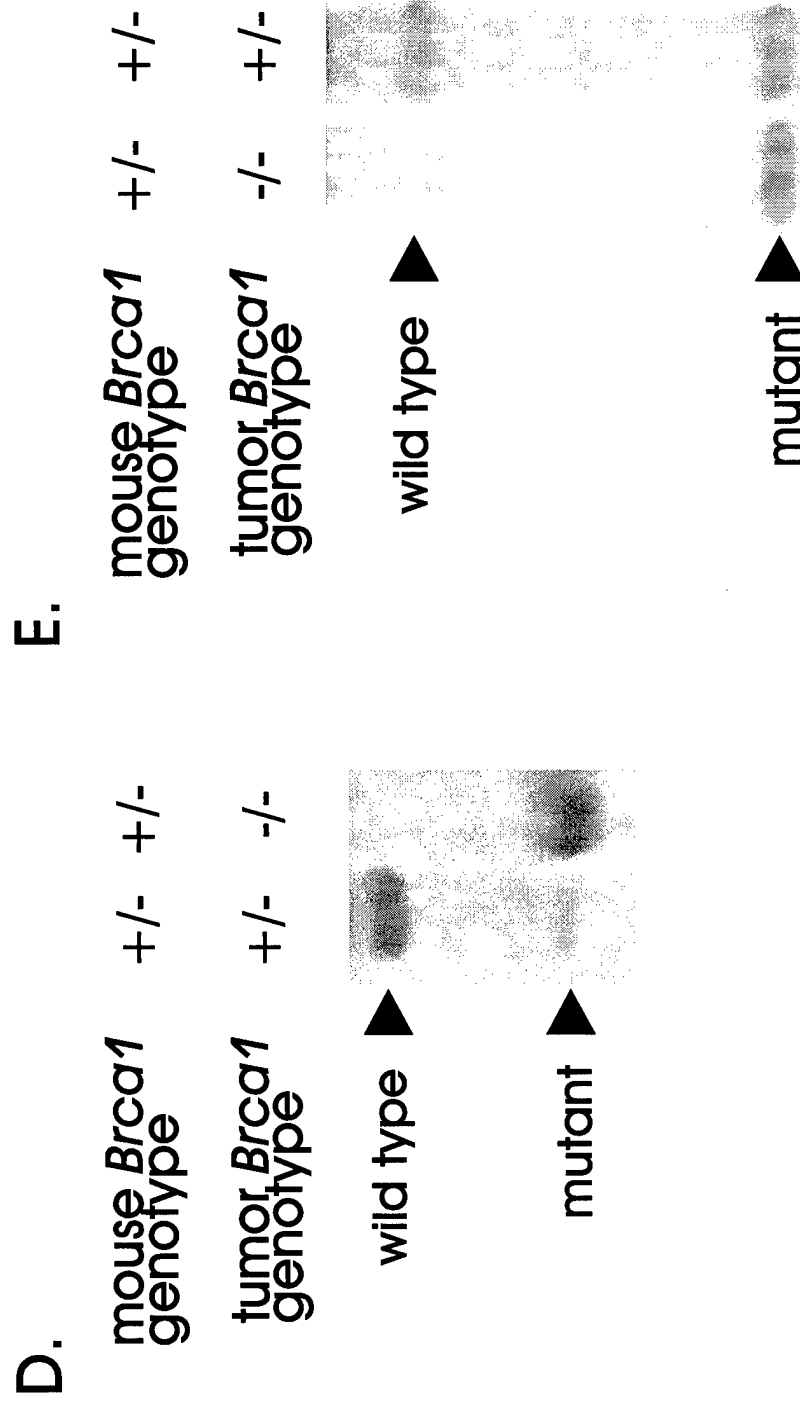 D.
mouse Brca1 +/- +/-
genotype
tumor Brca1 +/- -/-
genotype
wild type
mutant
E.
mouse Brca1 +/- +/-
genotype
tumor Brca1 -/- +/-
genotype
wild type
mutant